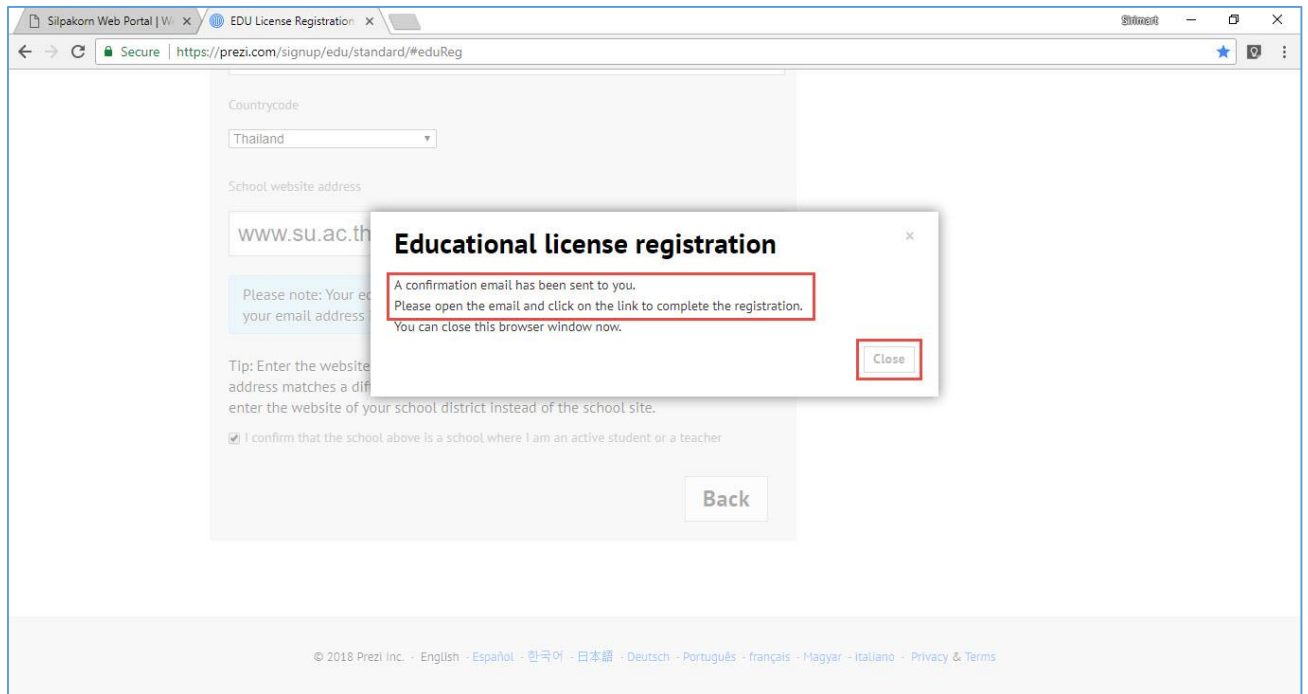 Silpakorn Web Portal | W
EDU License Registration
Sirimart
Secure | https://prezi.com/signup/edu/standard/#eduReg
Countrycode
Thailand
School website address
www.su.ac.th
Educational license registration
A confirmation email has been sent to you.
Please open the email and click on the link to complete the registration.
You can close this browser window now.
Close
Please note: Your
your email address
Tip: Enter the website
address matches a
enter the website of your school district instead of the school site.
I confirm that the school above is a school where I am an active student or a teacher
Back
© 2018 Prezi Inc. · English · Español · 한국어 · 日本語 · Deutsch · Português · français · Magyar · italiano · Privacy & Terms